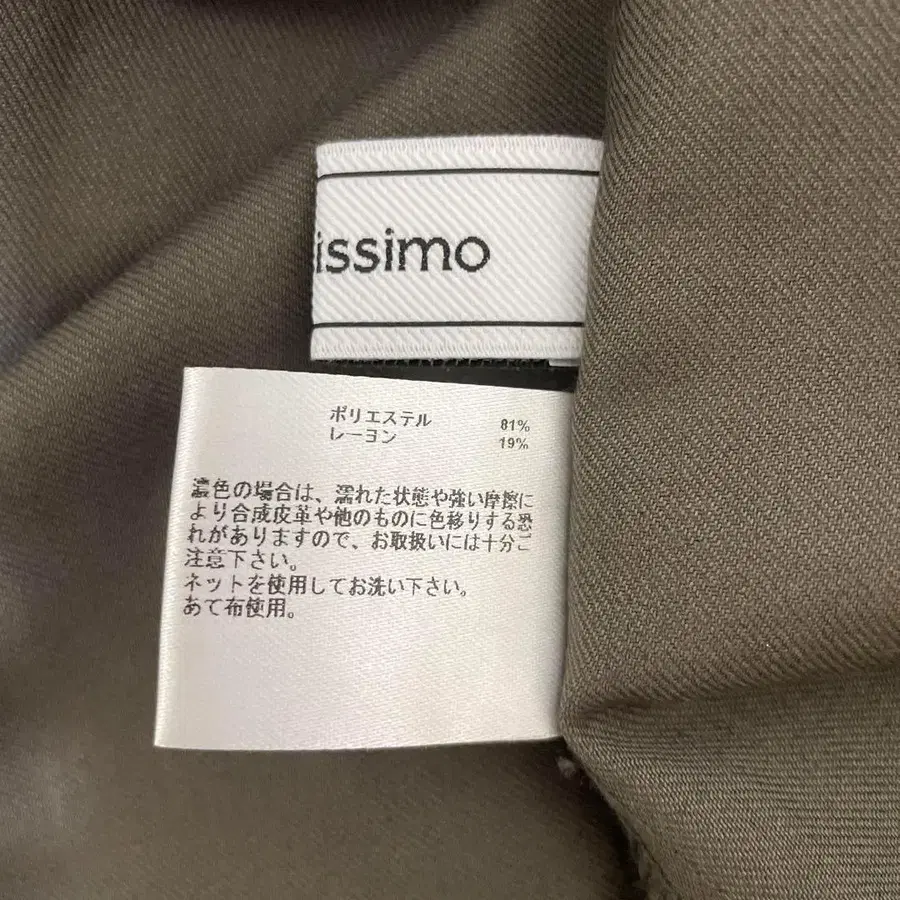 issimo
ポリエステル 81%
レーヨン 19%
濃色の場合は、濡れた状態や強い摩擦に
より合成皮革や他のものに色移りする恐
れがありますので、お取扱いには十分ご
注意下さい。
ネットを使用してお洗い下さい。
あて布使用。